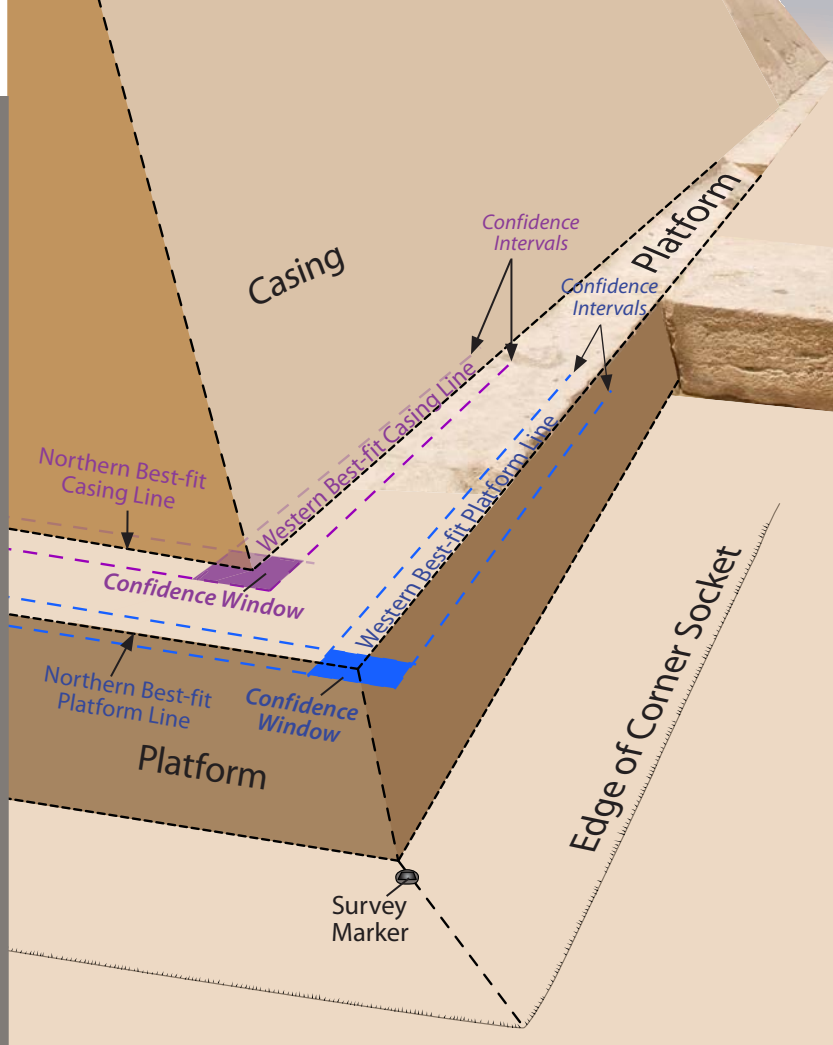 Confidence
Intervals
Platform
Casing
Confidence
Intervals
Western Best-fit Casing Line
Northern Best-fit
Casing Line
Western Best-fit Platform Line
Confidence Window
Northern Best-fit
Platform Line
Confidence
Window
Platform
Edge of Corner Socket
Survey
Marker